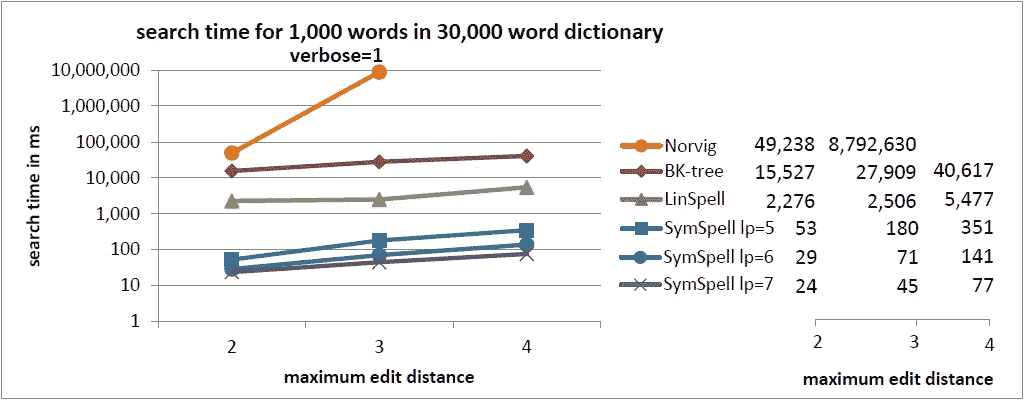 search time for 1,000 words in 30,000 word dictionary
verbose=1
search time in ms
10,000,000
1,000,000
100,000
10,000
1,000
100
10
1
2 3 4
maximum edit distance
Norvig 49,238 8,792,630
BK-tree 15,527 27,909 40,617
LinSpell 2,276 2,506 5,477
SymSpell lp=5 53 180 351
SymSpell lp=6 29 71 141
SymSpell lp=7 24 45 77
2 3 4
maximum edit distance